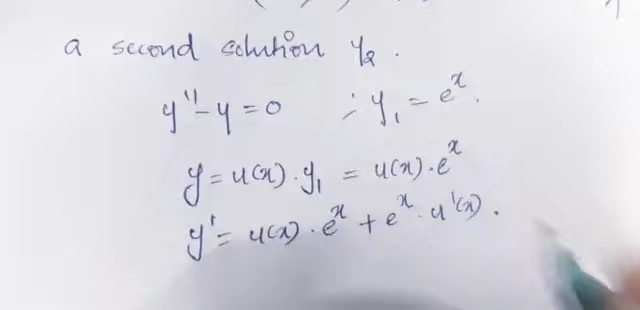 a second solution y₂.
y'' - y = 0 ; y₁ = eˣ.
y = u(x) · y₁ = u(x) · eˣ
y' = u(x) · eˣ + eˣ · u'(x).